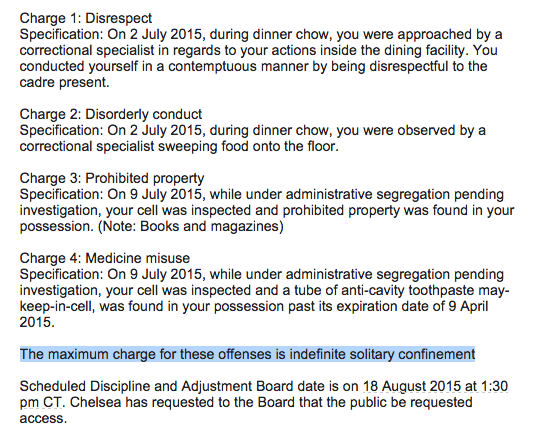 Charge 1: Disrespect
Specification: On 2 July 2015, during dinner chow, you were approached by a
correctional specialist in regards to your actions inside the dining facility. You
conducted yourself in a contemptuous manner by being disrespectful to the
cadre present.
Charge 2: Disorderly conduct
Specification: On 2 July 2015, during dinner chow, you were observed by a
correctional specialist sweeping food onto the floor.
Charge 3: Prohibited property
Specification: On 9 July 2015, while under administrative segregation pending
investigation, your cell was inspected and prohibited property was found in your
possession. (Note: Books and magazines)
Charge 4: Medicine misuse
Specification: On 9 July 2015, while under administrative segregation pending
investigation, your cell was inspected and a tube of anti-cavity toothpaste may-
keep-in-cell, was found in your possession past its expiration date of 9 April
2015.
The maximum charge for these offenses is indefinite solitary confinement
Scheduled Discipline and Adjustment Board date is on 18 August 2015 at 1:30
pm CT. Chelsea has requested to the Board that the public be requested
access.